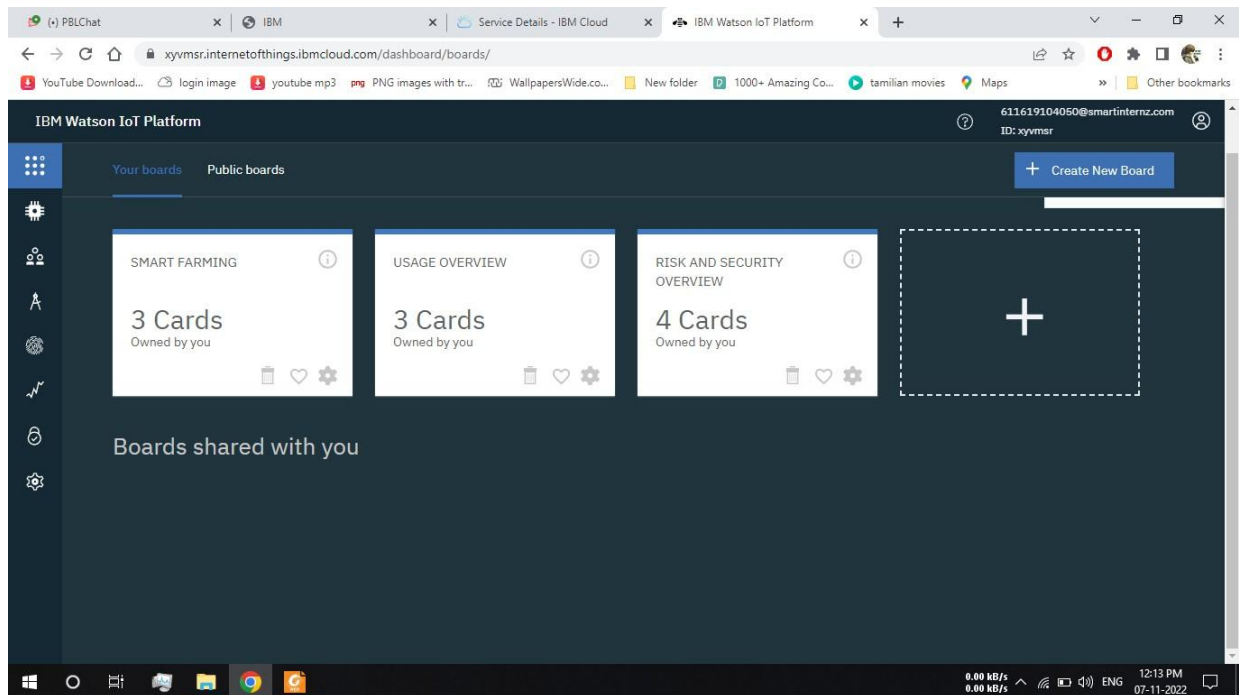 (•) PBLChat
IBM
Service Details - IBM Cloud
IBM Watson IoT Platform
xyvmsr.internetofthings.ibmcloud.com/dashboard/boards/
YouTube Download... login image youtube mp3 png PNG images with tr... WallpapersWide.co... New folder D 1000+ Amazing Co... tamilian movies Maps » Other bookmarks
IBM Watson IoT Platform
611619104050@smartinternz.com
ID: xyvmsr
Your boards Public boards
+ Create New Board
SMART FARMING
3 Cards
Owned by you
USAGE OVERVIEW
3 Cards
Owned by you
RISK AND SECURITY
OVERVIEW
4 Cards
Owned by you
Boards shared with you
0.00 kB/s
0.00 kB/s
ENG
12:13 PM
07-11-2022